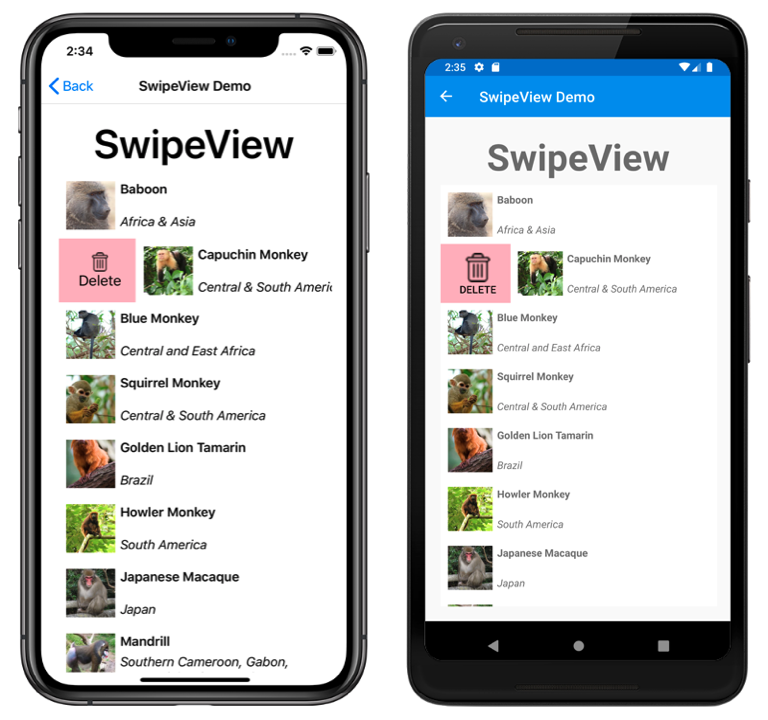 2:34
Back
SwipeView Demo
SwipeView
Baboon
Africa & Asia
Delete
Capuchin Monkey
Central & South Ameri
Blue Monkey
Central and East Africa
Squirrel Monkey
Central & South America
Golden Lion Tamarin
Brazil
Howler Monkey
South America
Japanese Macaque
Japan
Mandrill
Southern Cameroon, Gabon,
2:35
SwipeView Demo
SwipeView
Baboon
Africa & Asia
DELETE
Capuchin Monkey
Central & South America
Blue Monkey
Central and East Africa
Squirrel Monkey
Central & South America
Golden Lion Tamarin
Brazil
Howler Monkey
South America
Japanese Macaque
Japan